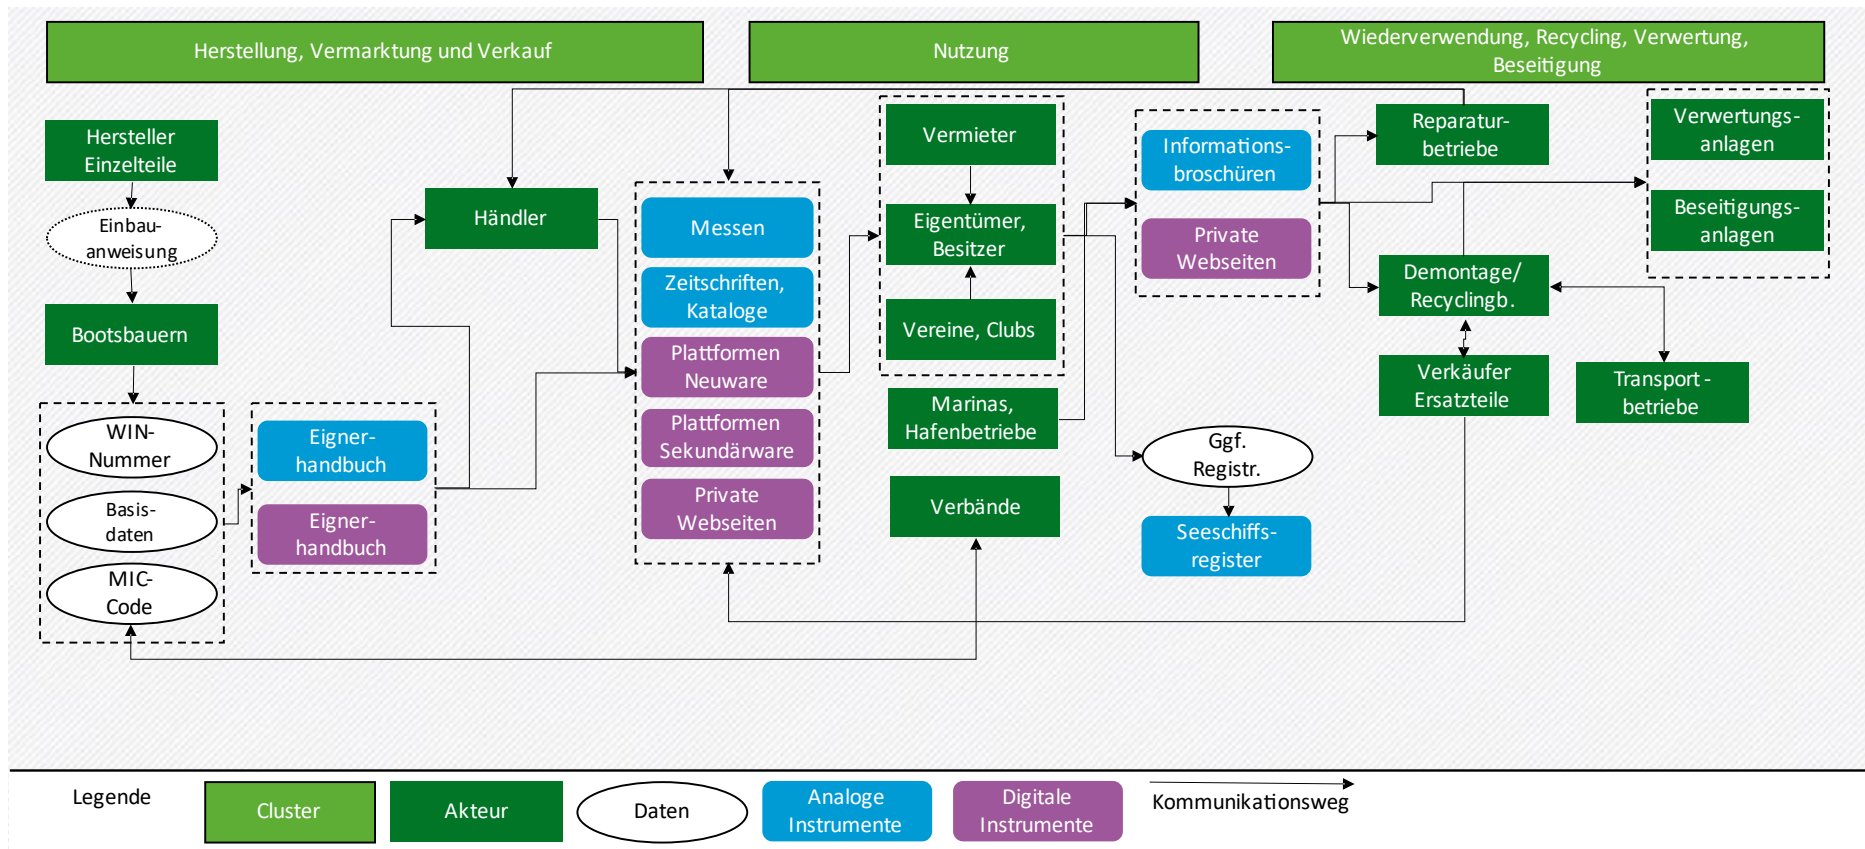 Herstellung, Vermarktung und Verkauf
Nutzung
Wiederverwendung, Recycling, Verwertung,
Beseitigung
Hersteller
Einzelteile
Einbau-
anweisung
Bootsbauern
WIN-
Nummer
Basis-
daten
MIC-
Code
Eigner-
handbuch
Eigner-
handbuch
Händler
Messen
Zeitschriften,
Kataloge
Plattformen
Neuware
Plattformen
Sekundärware
Private
Webseiten
Vermieter
Eigentümer,
Besitzer
Vereine, Clubs
Marinas,
Hafenbetriebe
Verbände
Informations-
broschüren
Private
Webseiten
Ggf.
Registr.
Seeschiffs-
register
Reparatur-
betriebe
Demontage/
Recyclingb.
Verkäufer
Ersatzteile
Verwertungs-
anlagen
Beseitigungs-
anlagen
Transport -
betriebe
Legende
Cluster
Akteur
Daten
Analoge
Instrumente
Digitale
Instrumente
Kommunikationsweg